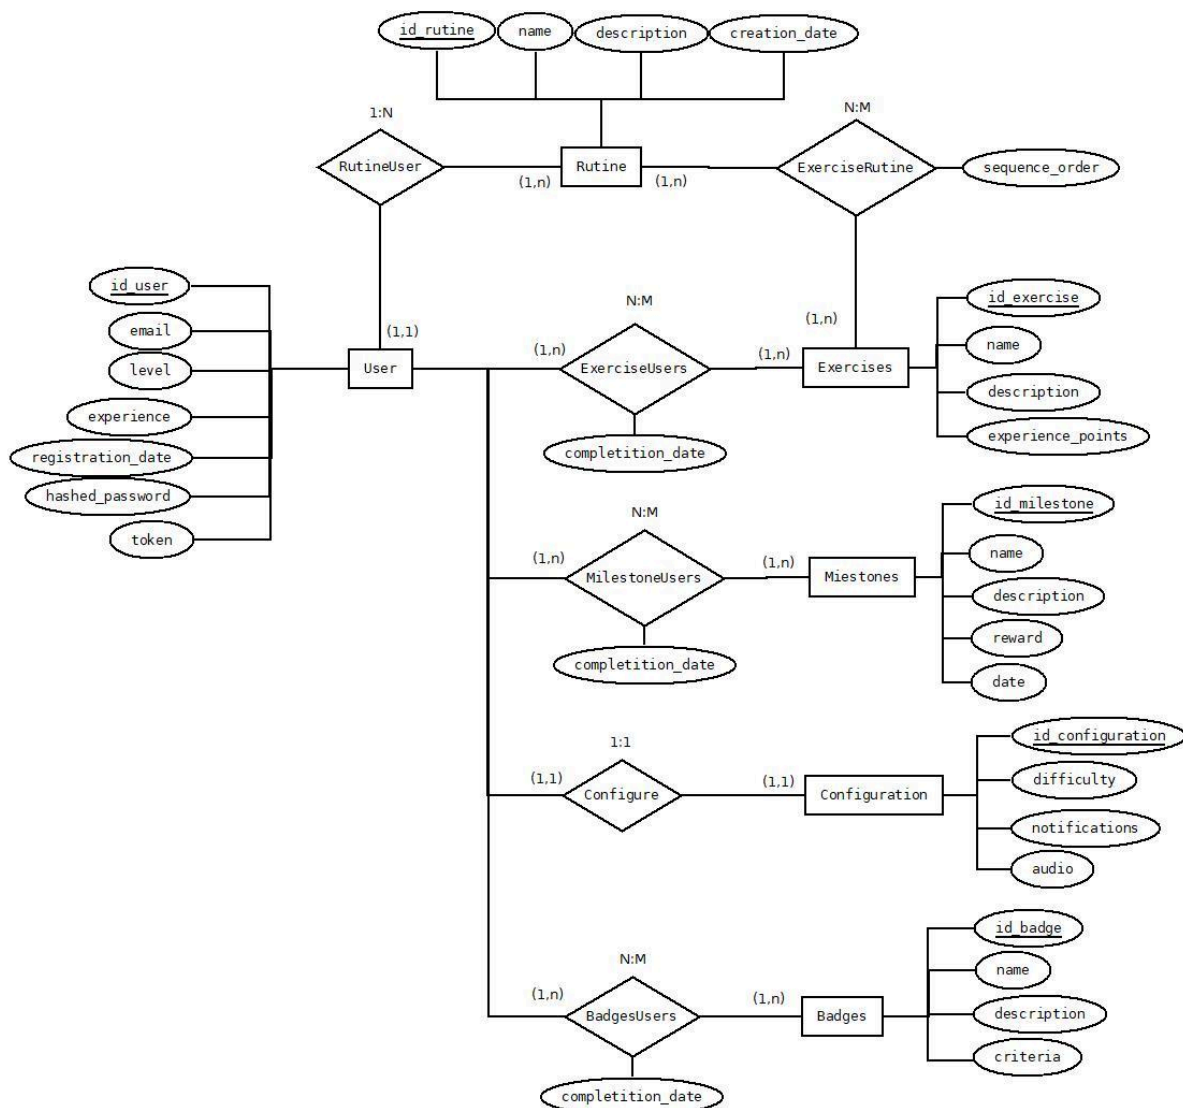 id_rutine
name
description
creation_date
1:N
N:M
RutineUser
Rutine
ExerciseRutine
sequence_order
(1,n)
(1,n)
id_user
email
level
experience
registration_date
hashed_password
token
(1,1)
User
N:M
(1,n)
ExerciseUsers
(1,n)
(1,n)
Exercises
completition_date
id_exercise
name
description
experience_points
N:M
(1,n)
MilestoneUsers
(1,n)
Miestones
completition_date
id_milestone
name
description
reward
date
1:1
(1,1)
Configure
(1,1)
Configuration
id_configuration
difficulty
notifications
audio
N:M
(1,n)
BadgesUsers
(1,n)
Badges
completition_date
id_badge
name
description
criteria